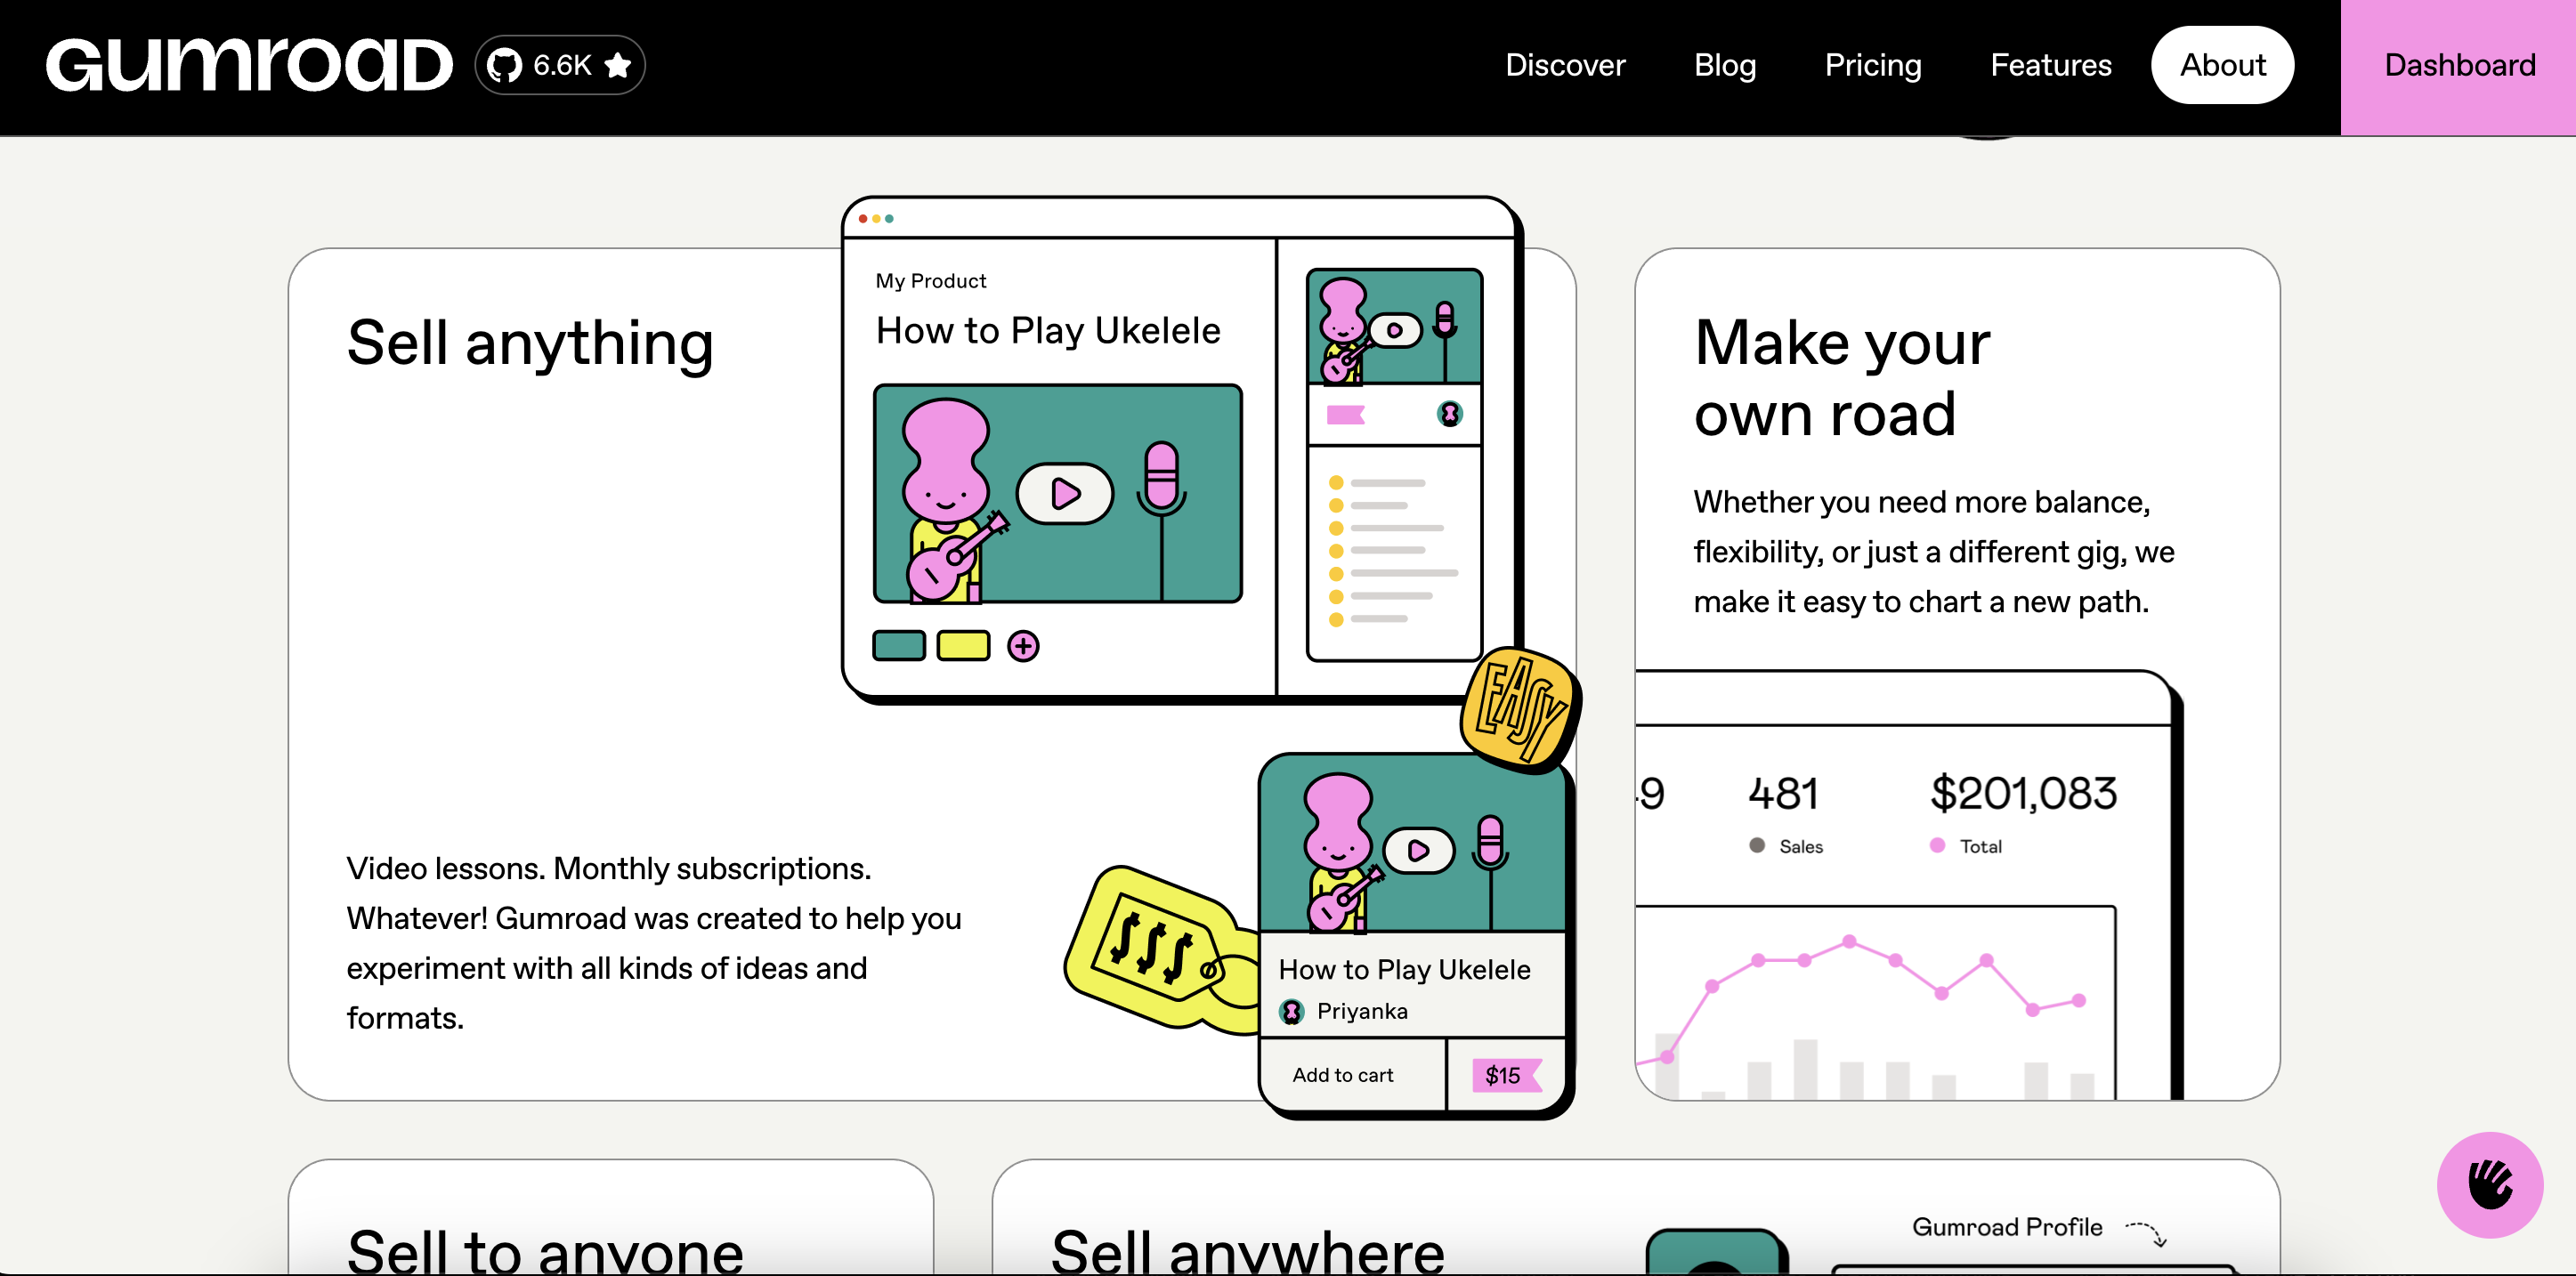 GUMROAD
6.6K
Discover
Blog
Pricing
Features
About
Dashboard
Sell anything
My Product
How to Play Ukelele
EASY
Video lessons. Monthly subscriptions.
Whatever! Gumroad was created to help you
experiment with all kinds of ideas and
formats.
$$$
How to Play Ukelele
Priyanka
Add to cart
$15
Make your
own road
Whether you need more balance,
flexibility, or just a different gig, we
make it easy to chart a new path.
9
481
$201,083
Sales
Total
Sell to anyone
Sell anywhere
Gumroad Profile